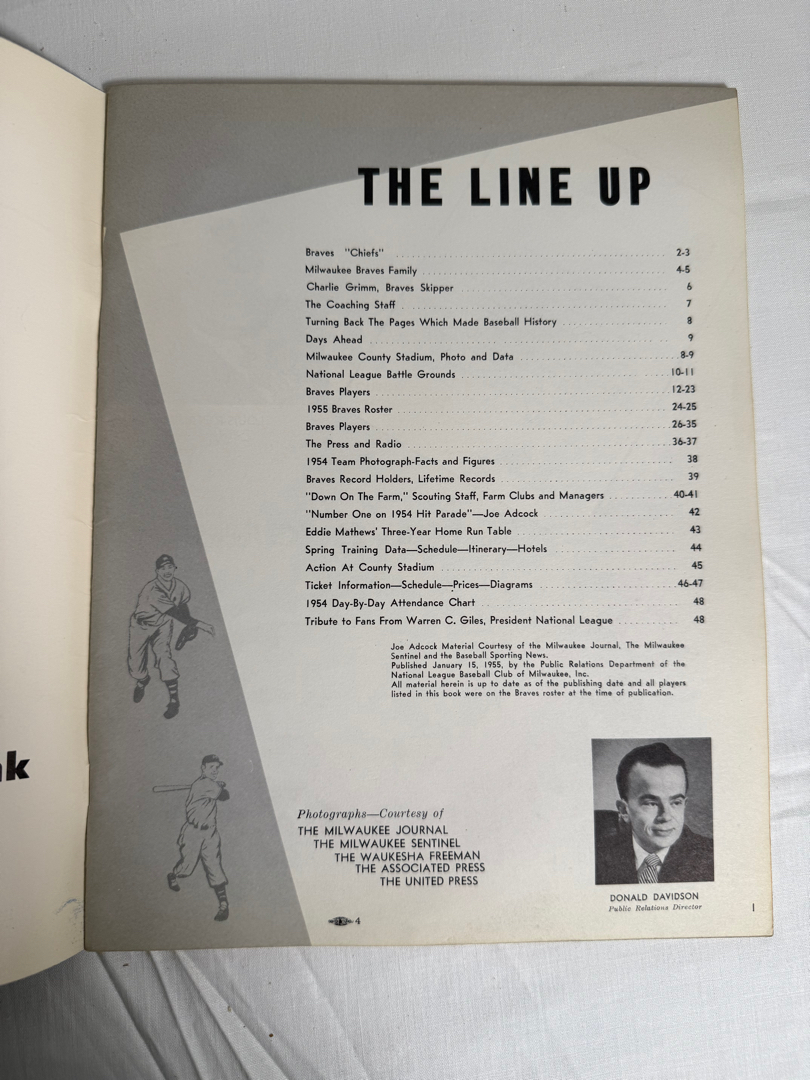 THE LINE UP
Braves "Chiefs" 2-3
Milwaukee Braves Family 4-5
Charlie Grimm, Braves Skipper 6
The Coaching Staff 7
Turning Back The Pages Which Made Baseball History 8
Days Ahead 9
Milwaukee County Stadium, Photo and Data 8-9
National League Battle Grounds 10-11
Braves Players 12-23
1955 Braves Roster 24-25
Braves Players 26-35
The Press and Radio 36-37
1954 Team Photograph-Facts and Figures 38
Braves Record Holders, Lifetime Records 39
"Down On The Farm," Scouting Staff, Farm Clubs and Managers 40-41
"Number One on 1954 Hit Parade"—Joe Adcock 42
Eddie Mathews' Three-Year Home Run Table 43
Spring Training Data—Schedule—Itinerary—Hotels 44
Action At County Stadium 45
Ticket Information—Schedule—Prices—Diagrams 46-47
1954 Day-By-Day Attendance Chart 48
Tribute to Fans From Warren C. Giles, President National League 48
Joe Adcock Material Courtesy of the Milwaukee Journal, The Milwaukee
Sentinel and the Baseball Sporting News.
Published January 15, 1955, by the Public Relations Department of the
National League Baseball Club of Milwaukee, Inc.
All material herein is up to date as of the publishing date and all players
listed in this book were on the Braves roster at the time of publication.
Photographs—Courtesy of
THE MILWAUKEE JOURNAL
THE MILWAUKEE SENTINEL
THE WAUKESHA FREEMAN
THE ASSOCIATED PRESS
THE UNITED PRESS
DONALD DAVIDSON
Public Relations Director
4
1